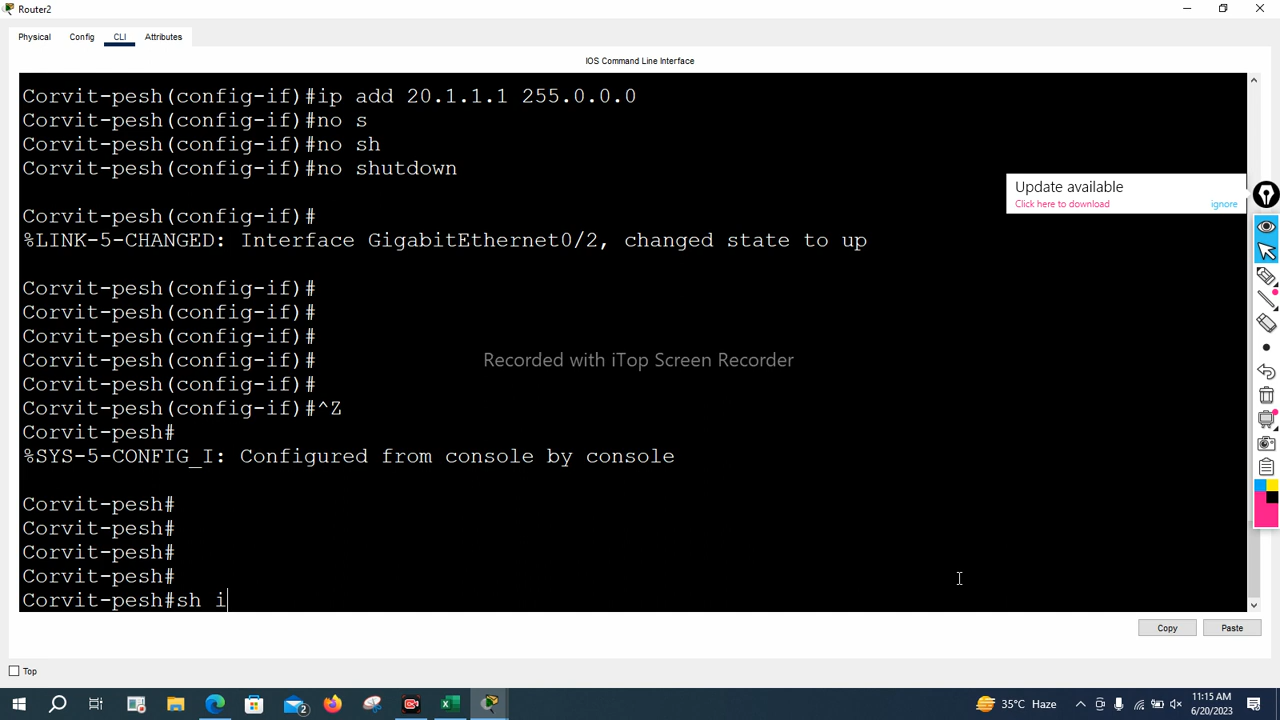 Router2
Physical Config CLI Attributes
IOS Command Line Interface
Corvit-pesh(config-if)#ip add 20.1.1.1 255.0.0.0
Corvit-pesh(config-if)#no s
Corvit-pesh(config-if)#no sh
Corvit-pesh(config-if)#no shutdown
Update available
Click here to download ignore
Corvit-pesh(config-if)#
%LINK-5-CHANGED: Interface GigabitEthernet0/2, changed state to up
Corvit-pesh(config-if)#
Corvit-pesh(config-if)#
Corvit-pesh(config-if)#
Corvit-pesh(config-if)#
Recorded with iTop Screen Recorder
Corvit-pesh(config-if)#
Corvit-pesh(config-if)#^Z
Corvit-pesh#
%SYS-5-CONFIG_I: Configured from console by console
Corvit-pesh#
Corvit-pesh#
Corvit-pesh#
Corvit-pesh#
Corvit-pesh#sh i
Copy Paste
Top
35°C Haze
11:15 AM
6/20/2023